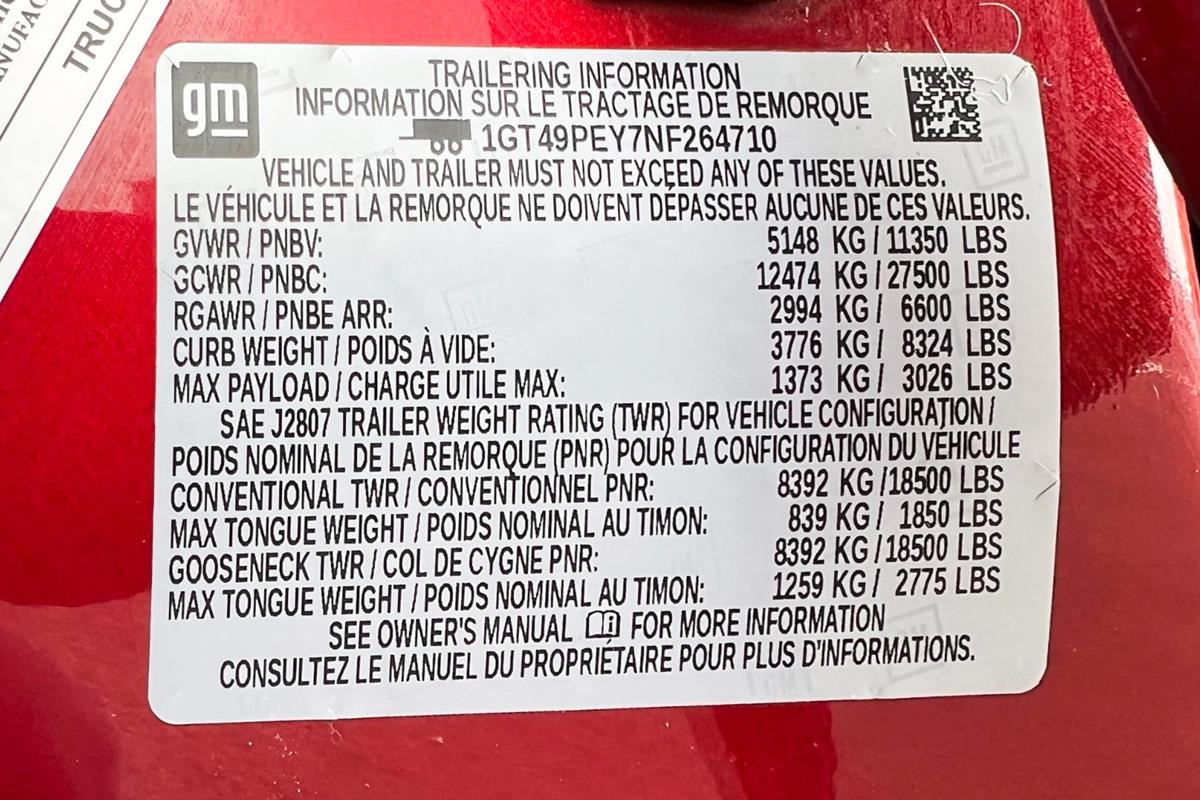 NUFAC
TRUC
gm
TRAILERING INFORMATION
INFORMATION SUR LE TRACTAGE DE REMORQUE
1GT49PEY7NF264710
VEHICLE AND TRAILER MUST NOT EXCEED ANY OF THESE VALUES.
LE VÉHICULE ET LA REMORQUE NE DOIVENT DÉPASSER AUCUNE DE CES VALEURS.
GVWR / PNBV: 5148 KG / 11350 LBS
GCWR / PNBC: 12474 KG / 27500 LBS
RGAWR / PNBE ARR: 2994 KG / 6600 LBS
CURB WEIGHT / POIDS À VIDE: 3776 KG / 8324 LBS
MAX PAYLOAD / CHARGE UTILE MAX: 1373 KG / 3026 LBS
SAE J2807 TRAILER WEIGHT RATING (TWR) FOR VEHICLE CONFIGURATION /
POIDS NOMINAL DE LA REMORQUE (PNR) POUR LA CONFIGURATION DU VÉHICULE
CONVENTIONAL TWR / CONVENTIONNEL PNR: 8392 KG / 18500 LBS
MAX TONGUE WEIGHT / POIDS NOMINAL AU TIMON: 839 KG / 1850 LBS
GOOSENECK TWR / COL DE CYGNE PNR: 8392 KG / 18500 LBS
MAX TONGUE WEIGHT / POIDS NOMINAL AU TIMON: 1259 KG / 2775 LBS
SEE OWNER'S MANUAL FOR MORE INFORMATION
CONSULTEZ LE MANUEL DU PROPRIÉTAIRE POUR PLUS D'INFORMATIONS.